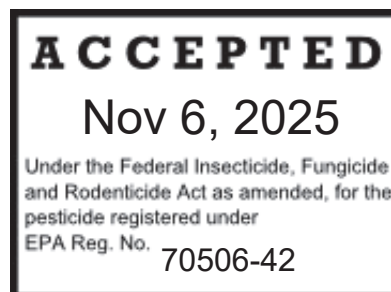 ACCEPTED
Nov 6, 2025
Under the Federal Insecticide, Fungicide
and Rodenticide Act as amended, for the
pesticide registered under
EPA Reg. No. 70506-42